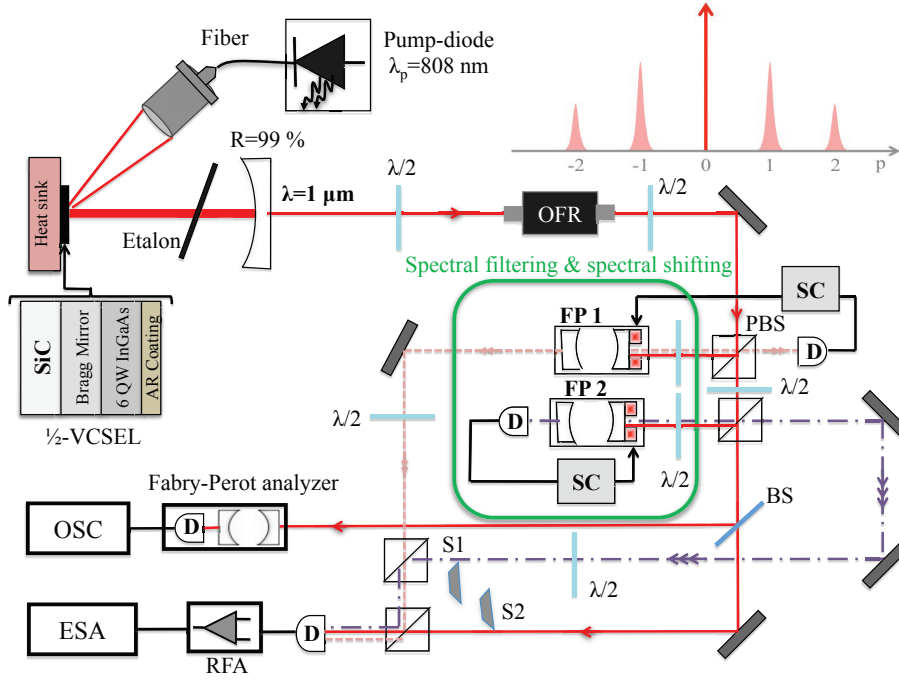 Fiber
Pump-diode
λp=808 nm
R=99 %
-2
-1
0
1
2
p
λ/2
λ/2
Heat sink
λ=1 µm
OFR
Etalon
Spectral filtering & spectral shifting
SC
FP 1
PBS
D
SiC
Bragg Mirror
6 QW InGaAs
AR Coating
λ/2
FP 2
λ/2
D
½-VCSEL
SC
λ/2
Fabry-Perot analyzer
BS
OSC
D
S1
λ/2
S2
ESA
D
RFA